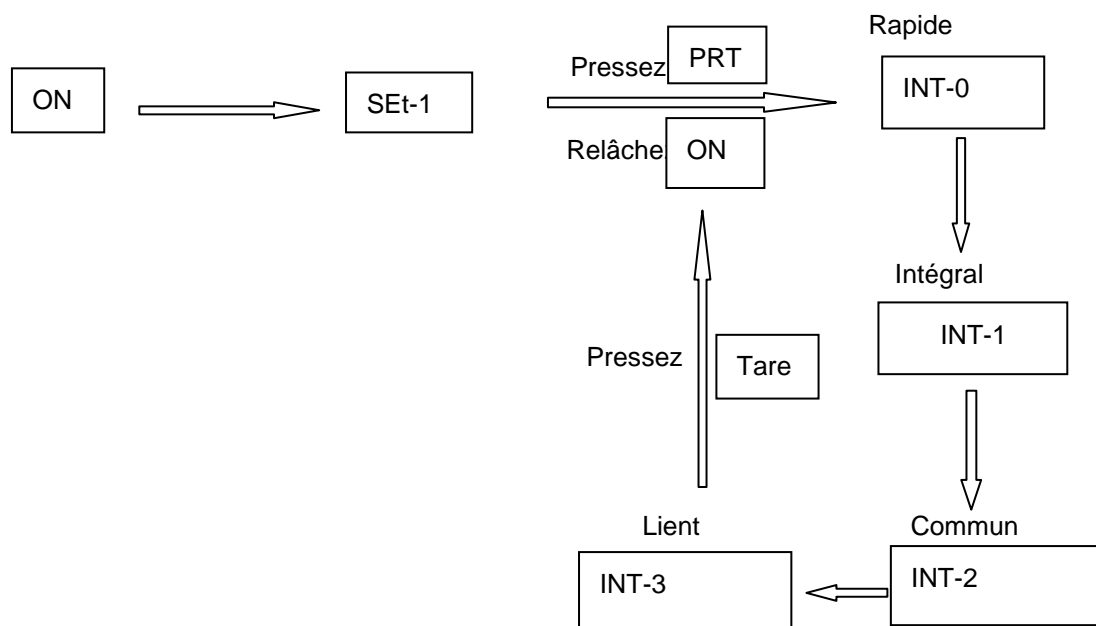 Rapide
ON
SEt-1
Pressez PRT
INT-0
Relâche ON
Intégral
INT-1
Pressez Tare
Lient
Commun
INT-3
INT-2